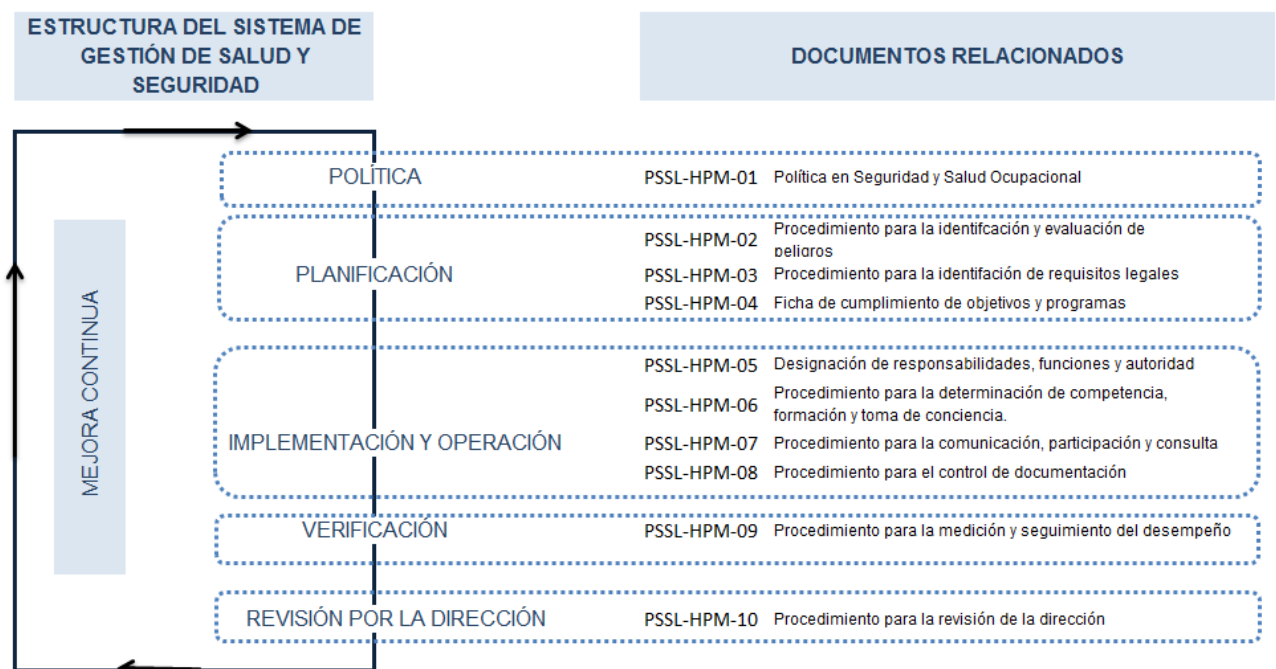 ESTRUCTURA DEL SISTEMA DE
GESTIÓN DE SALUD Y
SEGURIDAD
DOCUMENTOS RELACIONADOS
MEJORA CONTINUA
POLÍTICA
PSSL-HPM-01 Política en Seguridad y Salud Ocupacional
PLANIFICACIÓN
PSSL-HPM-02 Procedimiento para la identifcación y evaluación de
peligros
PSSL-HPM-03 Procedimiento para la identifación de requisitos legales
PSSL-HPM-04 Ficha de cumplimiento de objetivos y programas
IMPLEMENTACIÓN Y OPERACIÓN
PSSL-HPM-05 Designación de responsabilidades, funciones y autoridad
PSSL-HPM-06 Procedimiento para la determinación de competencia,
formación y toma de conciencia.
PSSL-HPM-07 Procedimiento para la comunicación, participación y consulta
PSSL-HPM-08 Procedimiento para el control de documentación
VERIFICACIÓN
PSSL-HPM-09 Procedimiento para la medición y seguimiento del desempeño
REVISIÓN POR LA DIRECCIÓN
PSSL-HPM-10 Procedimiento para la revisión de la dirección